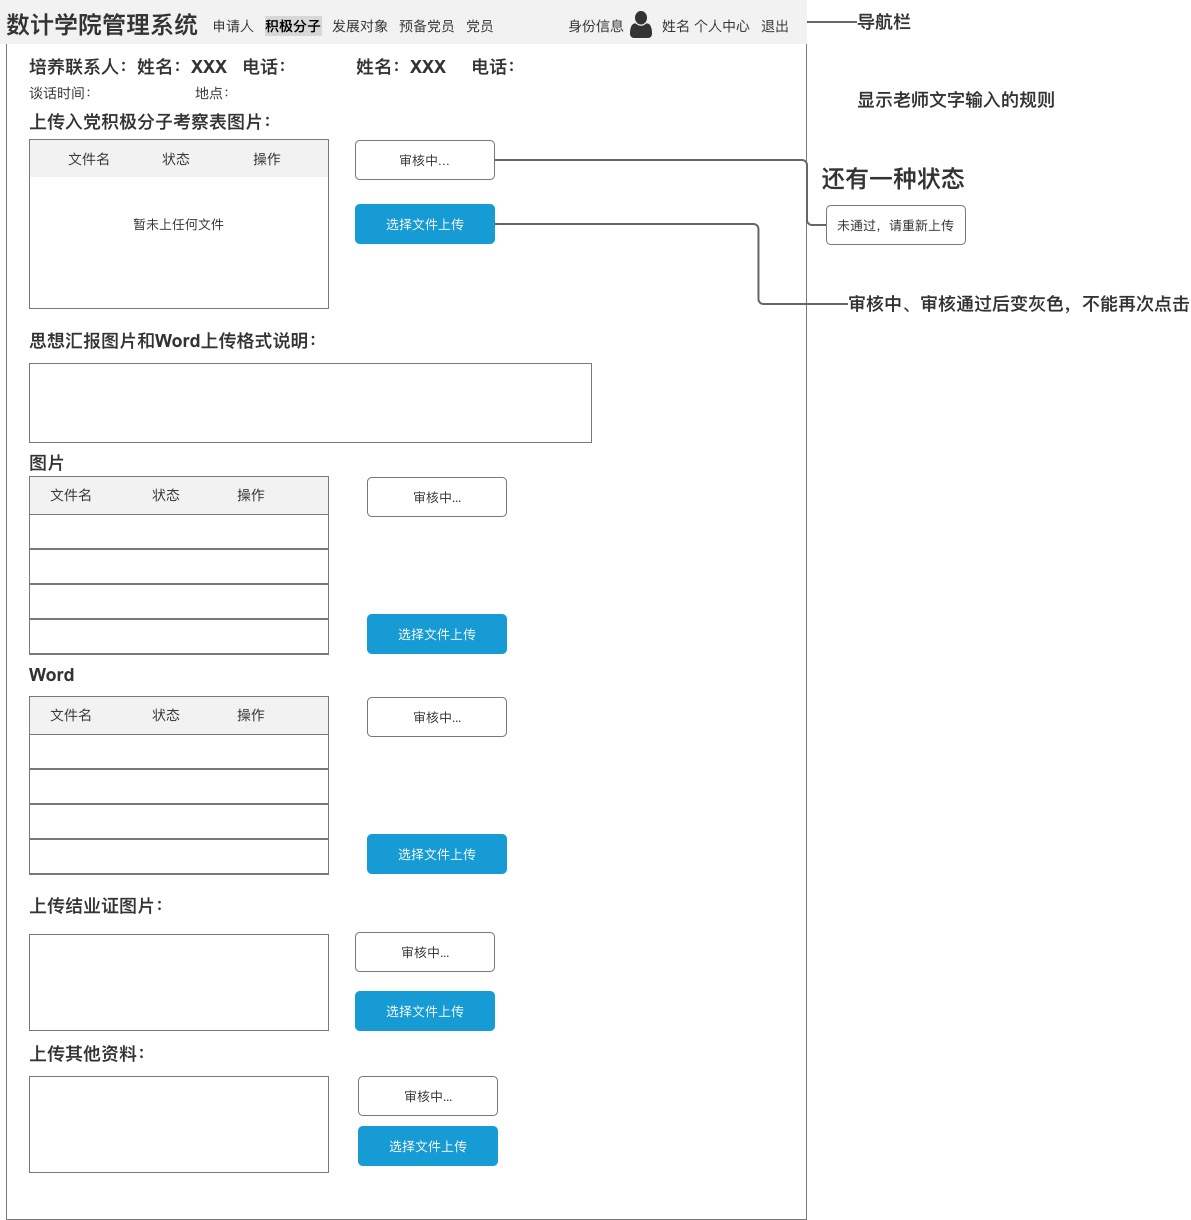 数计学院管理系统 申请人 积极分子 发展对象 预备党员 党员 身份信息 姓名 个人中心 退出
导航栏
培养联系人：姓名：XXX 电话： 姓名：XXX 电话：
谈话时间： 地点：
显示老师文字输入的规则
上传入党积极分子考察表图片：
文件名 状态 操作
审核中...
还有一种状态
暂未上任何文件
选择文件上传
未通过，请重新上传
审核中、审核通过后变灰色，不能再次点击
思想汇报图片和Word上传格式说明：
图片
文件名 状态 操作
审核中...
选择文件上传
Word
文件名 状态 操作
审核中...
选择文件上传
上传结业证图片：
审核中...
选择文件上传
上传其他资料：
审核中...
选择文件上传